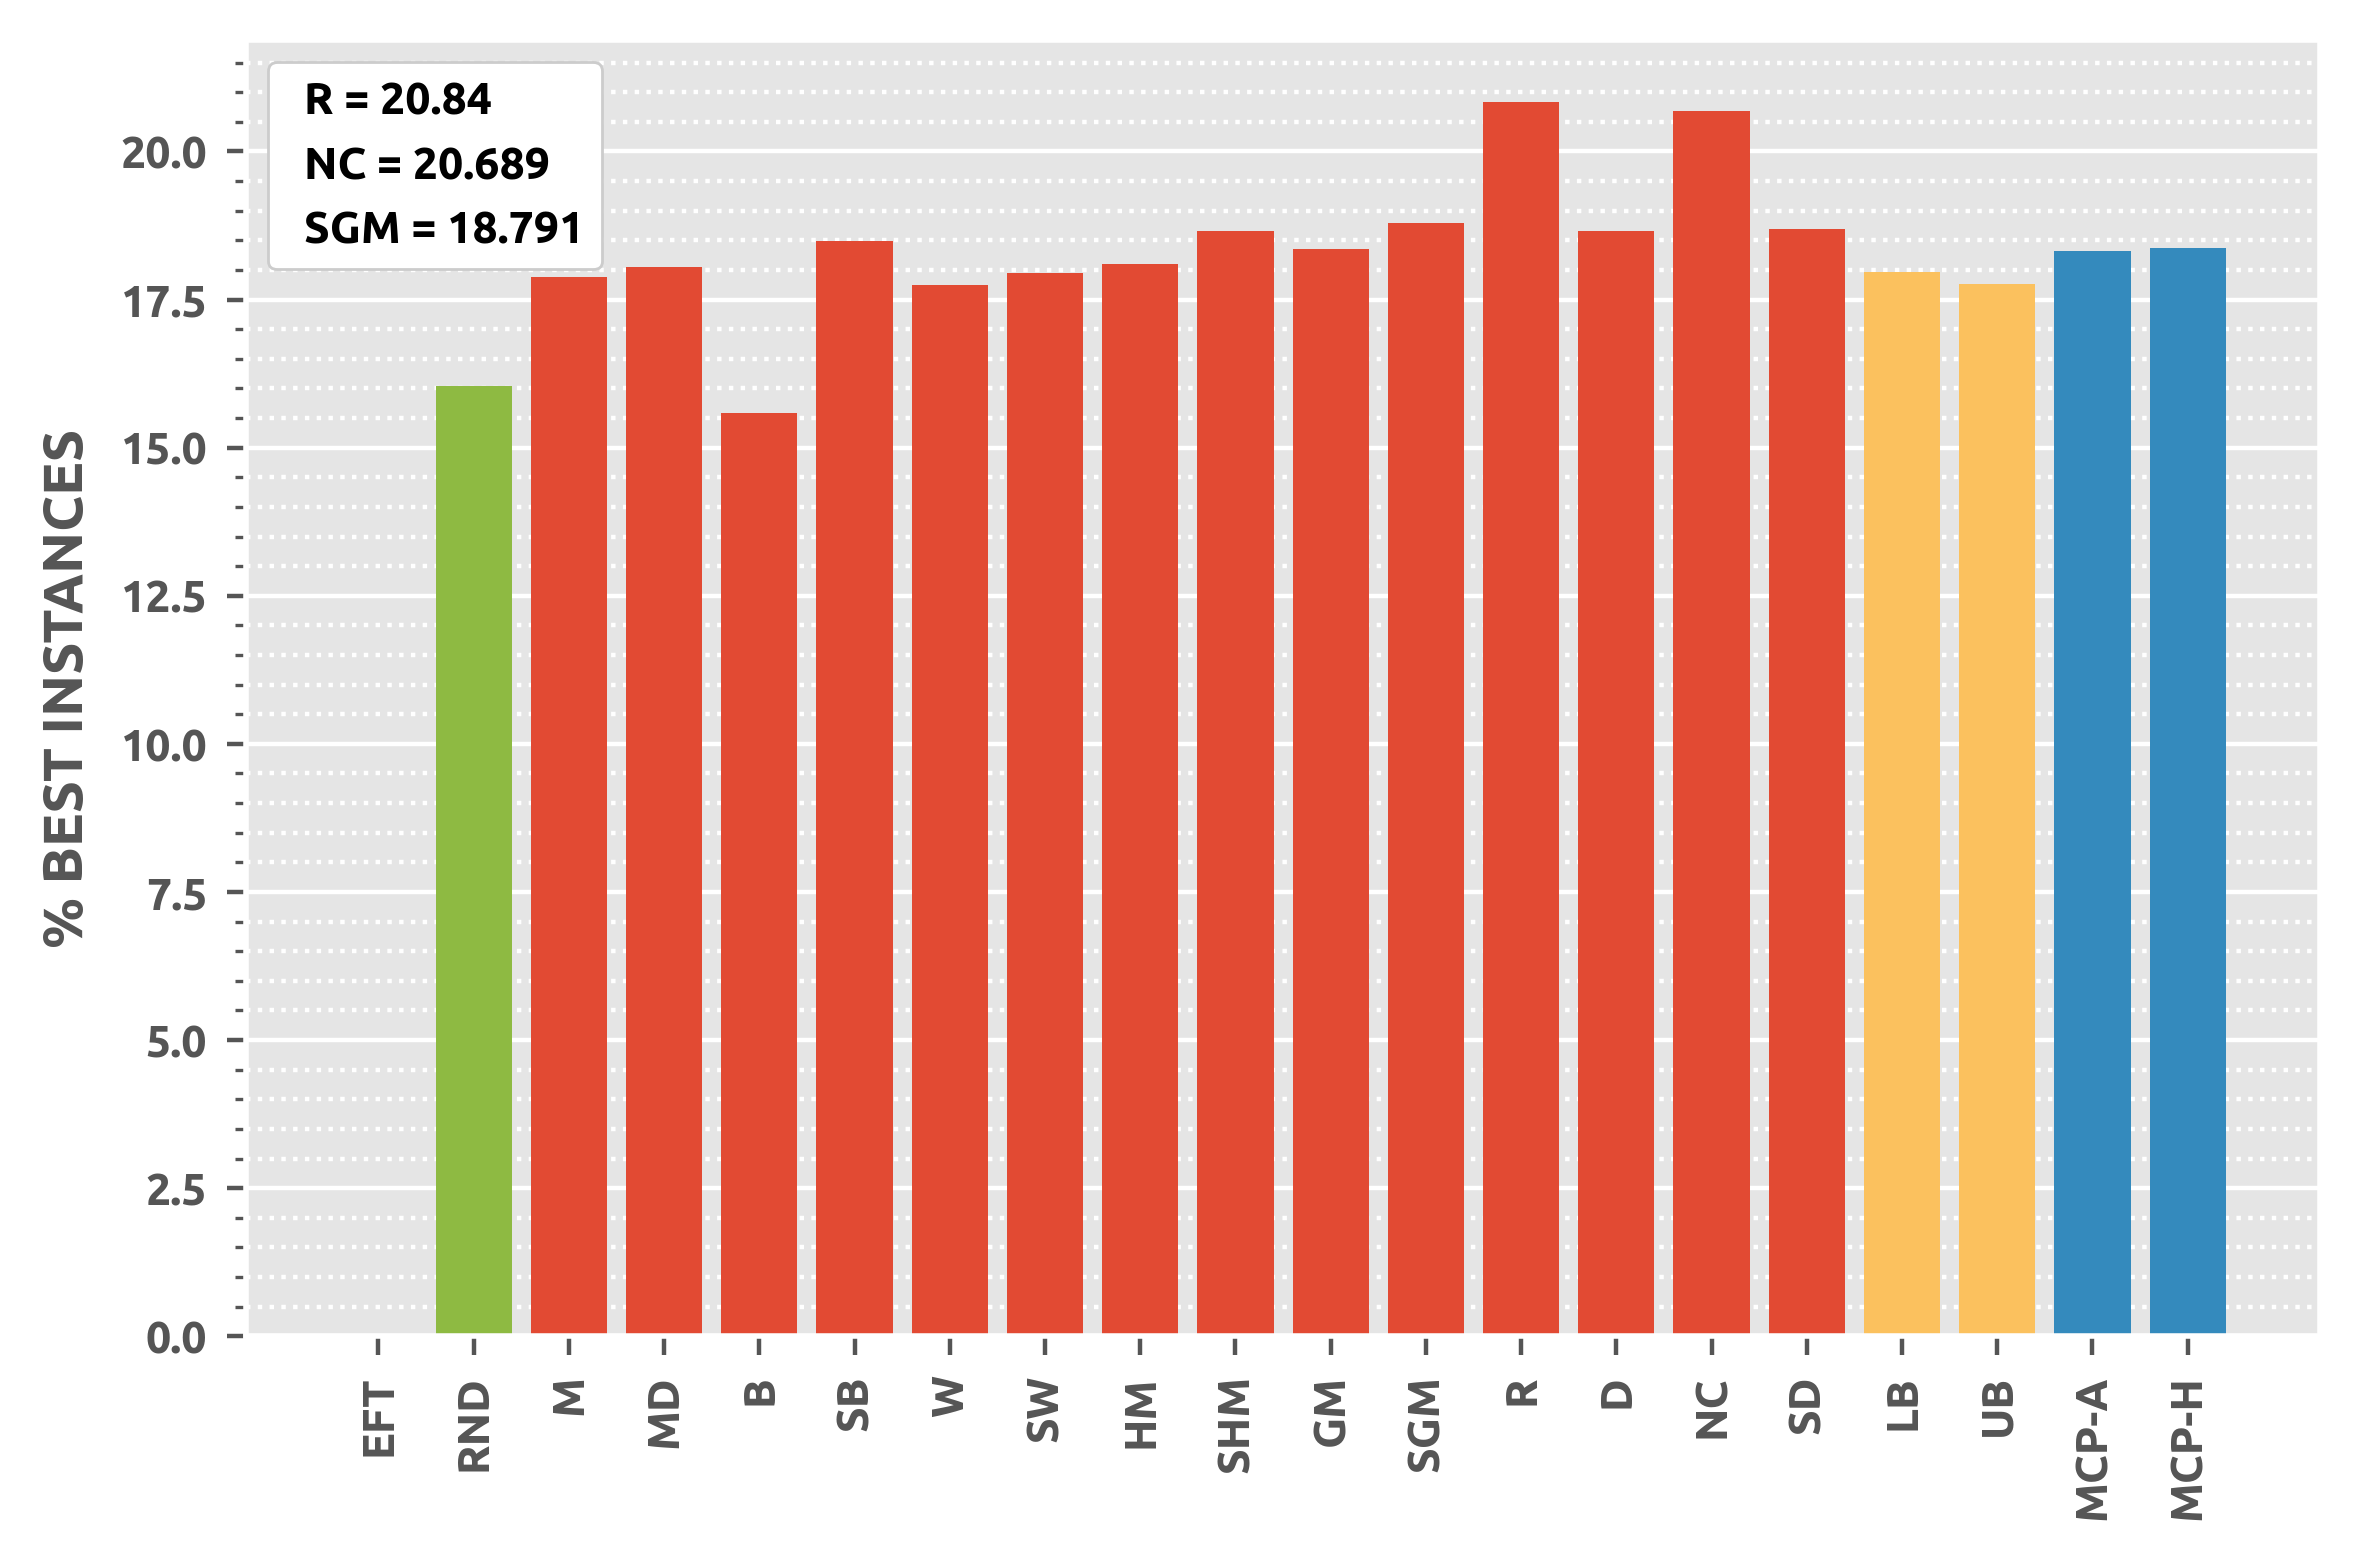 R = 20.84
NC = 20.689
SGM = 18.791
% BEST INSTANCES
20.0
17.5
15.0
12.5
10.0
7.5
5.0
2.5
0.0
EFT
RND
M
MD
B
SB
W
SW
HM
SHM
GM
SGM
R
D
NC
SD
LB
UB
MCP-A
MCP-H